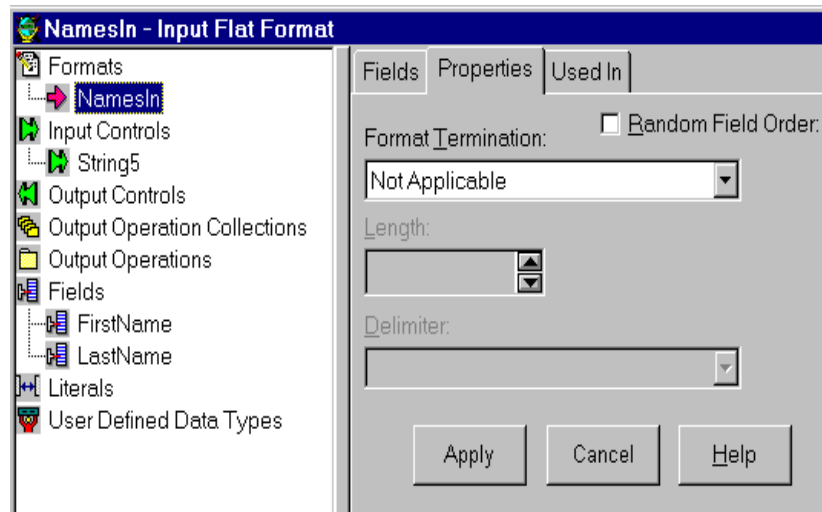 NamesIn - Input Flat Format
Formats
NamesIn
Input Controls
String5
Output Controls
Output Operation Collections
Output Operations
Fields
FirstName
LastName
Literals
User Defined Data Types
Fields
Properties
Used In
Random Field Order:
Format Termination:
Not Applicable
Length:
Delimiter:
Apply
Cancel
Help